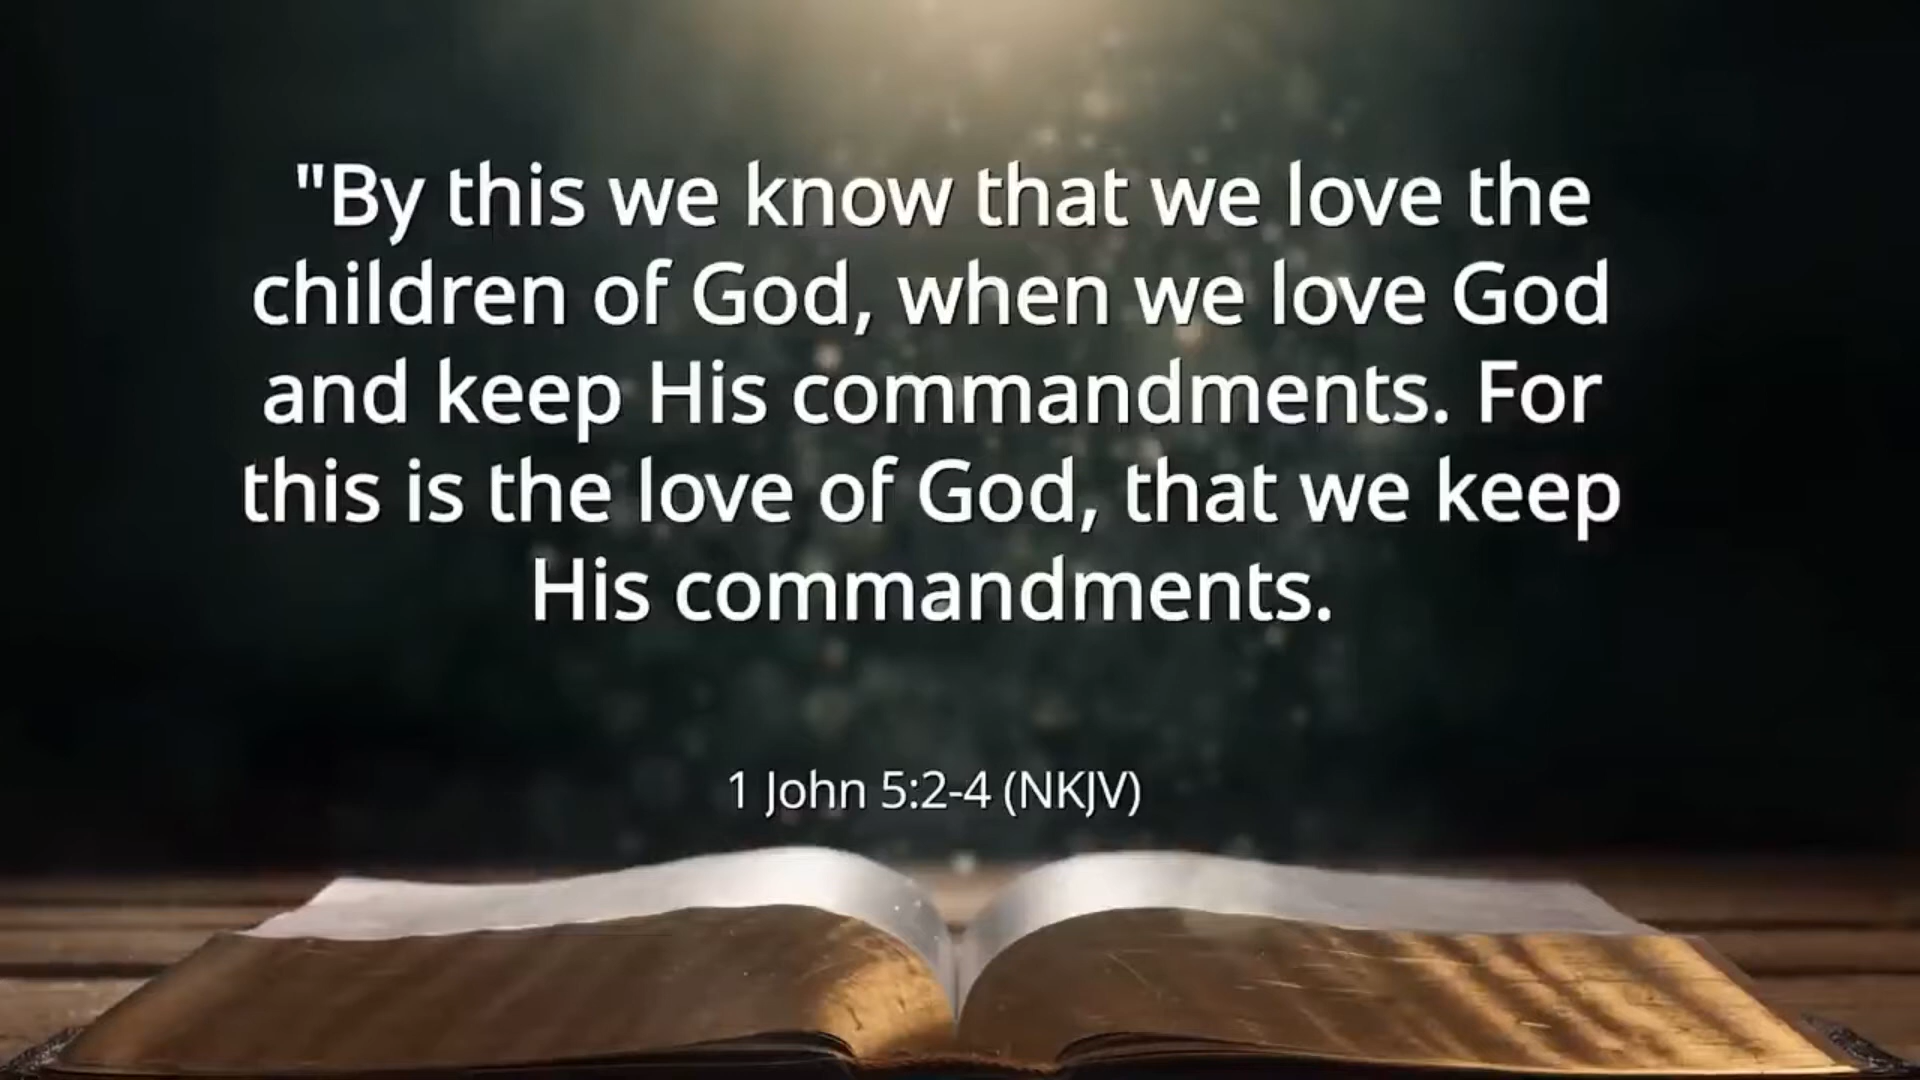 "By this we know that we love the
children of God, when we love God
and keep His commandments. For
this is the love of God, that we keep
His commandments.
1 John 5:2-4 (NKJV)